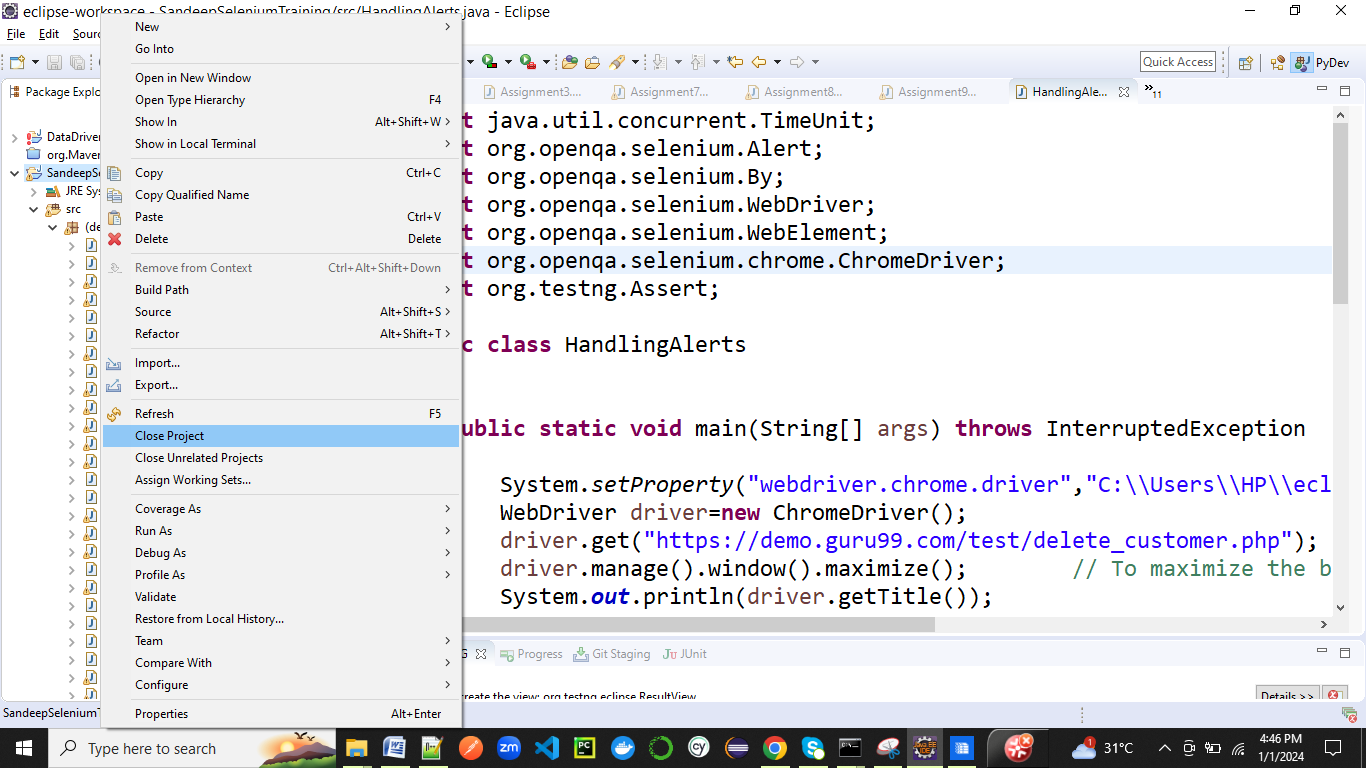 eclipse-workspace - SandeepSeleniumTraining/src/HandlingAlerts.java - Eclipse
File Edit Sourc
Quick Access
PyDev
Package Explo
Assignment3....
Assignment7...
Assignment8...
Assignment9...
HandlingAle...
»11
DataDriven
org.Maven
SandeepSe
JRE Sys
src
(de
New
Go Into
Open in New Window
Open Type Hierarchy F4
Show In Alt+Shift+W
Show in Local Terminal
Copy Ctrl+C
Copy Qualified Name
Paste Ctrl+V
Delete Delete
Remove from Context Ctrl+Alt+Shift+Down
Build Path
Source Alt+Shift+S
Refactor Alt+Shift+T
Import...
Export...
Refresh F5
Close Project
Close Unrelated Projects
Assign Working Sets...
Coverage As
Run As
Debug As
Profile As
Validate
Restore from Local History...
Team
Compare With
Configure
Properties Alt+Enter
t java.util.concurrent.TimeUnit;
t org.openqa.selenium.Alert;
t org.openqa.selenium.By;
t org.openqa.selenium.WebDriver;
t org.openqa.selenium.WebElement;
t org.openqa.selenium.chrome.ChromeDriver;
t org.testng.Assert;
c class HandlingAlerts
ublic static void main(String[] args) throws InterruptedException
System.setProperty("webdriver.chrome.driver","C:\\Users\\HP\\ecl
WebDriver driver=new ChromeDriver();
driver.get("https://demo.guru99.com/test/delete_customer.php");
driver.manage().window().maximize(); // To maximize the b
System.out.println(driver.getTitle());
G
Progress
Git Staging
JUnit
create the view: org.testng.eclipse.ResultView
Details >>
SandeepSeleniumT
Type here to search
31°C
4:46 PM
1/1/2024